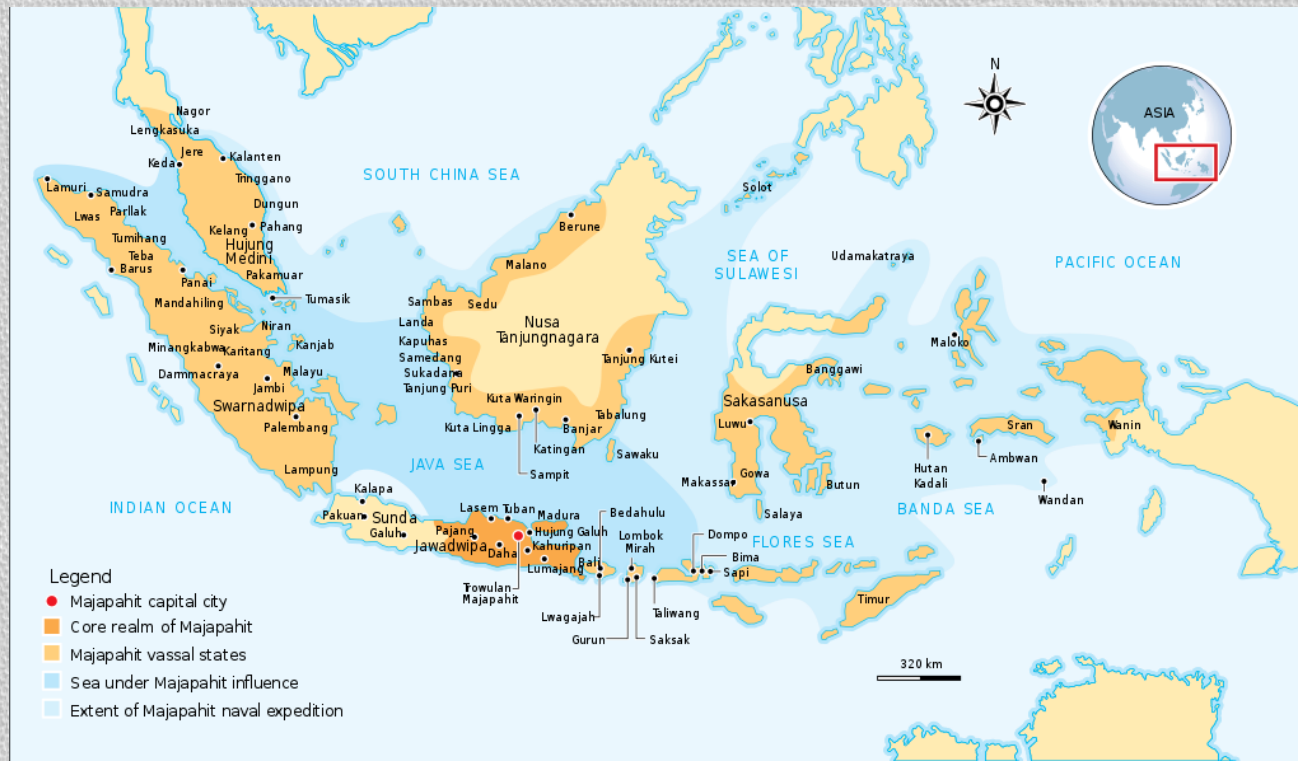 N
ASIA
Nagor
Lengkasuka
Jere
Keda
Kalanten
Tringgano
Dungun
Kelang
Pahang
Hujung
Medini
Pakamuar
Tumasik
Lamuri
Samudra
Lwas
Parllak
Tumihang
Teba
Barus
Panai
Mandahiling
Siyak
Niran
Kanjab
Minangkabwa
Karitang
Dammacraya
Malayu
Jambi
Swarnadwipa
Palembang
Lampung
SOUTH CHINA SEA
Solot
Berune
Malano
Sambas
Sedu
Landa
Kapuhas
Samedang
Sukadana
Tanjung Puri
Nusa
Tanjungnagara
Tanjung Kutei
Kuta Waringin
Kuta Lingga
Banjar
Tabalung
Katingan
Sampit
Sawaku
SEA OF
SULAWESI
Udamakatraya
PACIFIC OCEAN
Maloko
Banggawi
Sakasanusa
Luwu
Makassar
Gowa
Butun
Salaya
Hutan
Kadali
Sran
Ambwan
Wanin
Wandan
BANDA SEA
JAVA SEA
INDIAN OCEAN
FLORES SEA
Kalapa
Pakuan
Sunda
Galuh
Lasem
Tuban
Madura
Pajang
Hujung Galuh
Jawadwipa
Daha
Kahuripan
Lumajang
Bali
Trowulan
Majapahit
Bedahulu
Lombok
Mirah
Lwagajah
Gurun
Saksak
Taliwang
Dompo
Bima
Sapi
Timur
320 km
Legend
Majapahit capital city
Core realm of Majapahit
Majapahit vassal states
Sea under Majapahit influence
Extent of Majapahit naval expedition